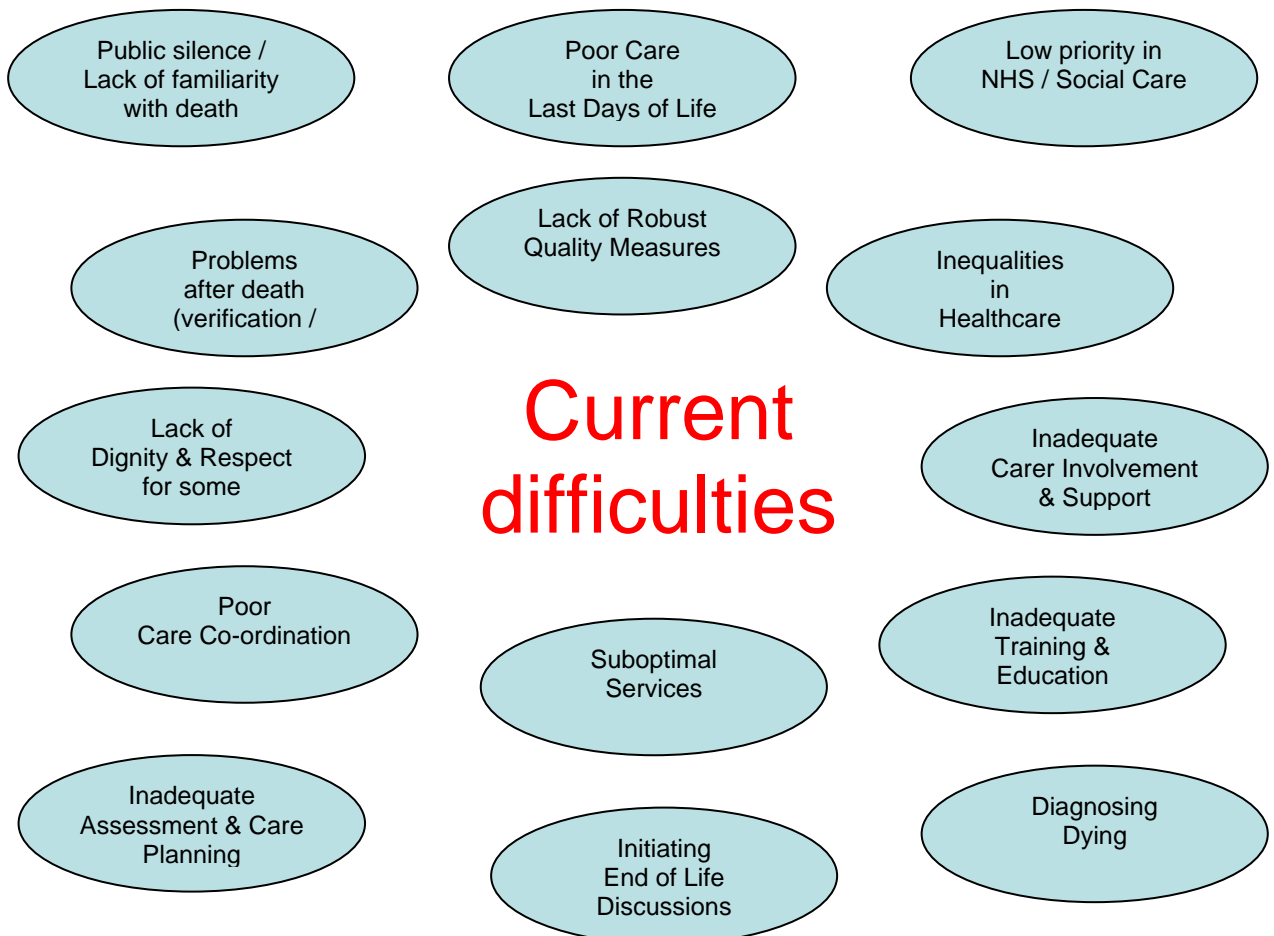 Public silence /
Lack of familiarity
with death
Poor Care
in the
Last Days of Life
Low priority in
NHS / Social Care
Problems
after death
(verification /
Lack of Robust
Quality Measures
Inequalities
in
Healthcare
Lack of
Dignity & Respect
for some
Current
difficulties
Inadequate
Carer Involvement
& Support
Poor
Care Co-ordination
Suboptimal
Services
Inadequate
Training &
Education
Inadequate
Assessment & Care
Planning
Initiating
End of Life
Discussions
Diagnosing
Dying